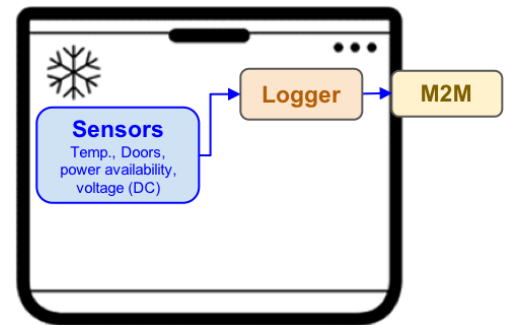 Sensors
Temp., Doors,
power availability,
voltage (DC)
Logger
M2M